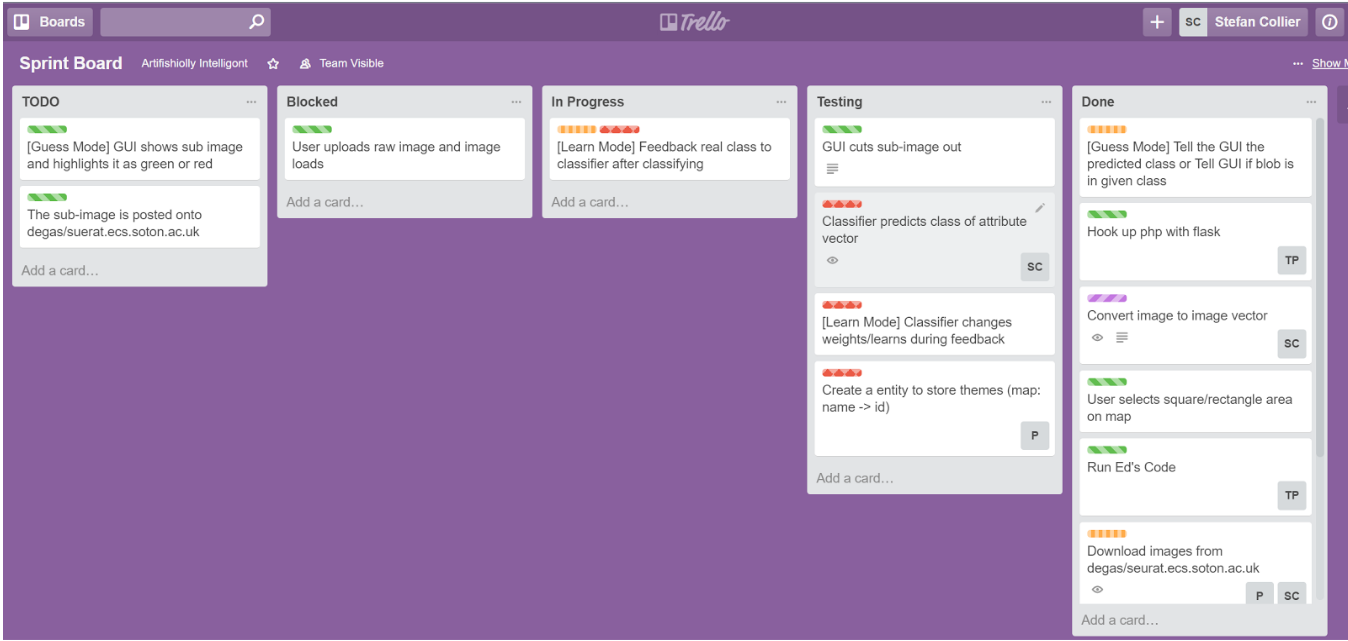 Boards
Trello
SC Stefan Collier
Sprint Board
Artifishiolly Intelligont
Team Visible
... Show
TODO
[Guess Mode] GUI shows sub image
and highlights it as green or red
The sub-image is posted onto
degas/suerat.ecs.soton.ac.uk
Add a card…
Blocked
User uploads raw image and image
loads
Add a card…
In Progress
[Learn Mode] Feedback real class to
classifier after classifying
Add a card…
Testing
GUI cuts sub-image out
Classifier predicts class of attribute
vector
SC
[Learn Mode] Classifier changes
weights/learns during feedback
Create a entity to store themes (map:
name -> id)
P
Add a card…
Done
[Guess Mode] Tell the GUI the
predicted class or Tell GUI if blob is
in given class
Hook up php with flask
TP
Convert image to image vector
SC
User selects square/rectangle area
on map
Run Ed's Code
TP
Download images from
degas/seurat.ecs.soton.ac.uk
P SC
Add a card…